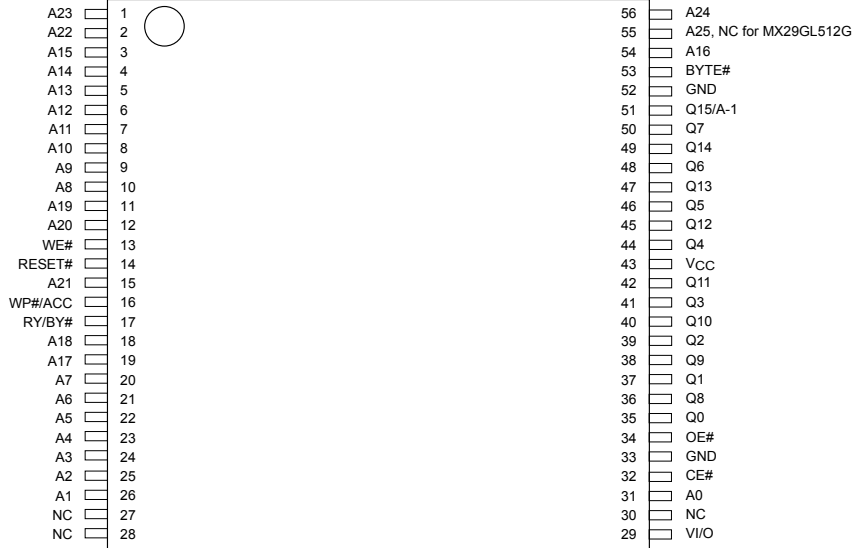 A23 1 56 A24
A22 2 55 A25, NC for MX29GL512G
A15 3 54 A16
A14 4 53 BYTE#
A13 5 52 GND
A12 6 51 Q15/A-1
A11 7 50 Q7
A10 8 49 Q14
A9 9 48 Q6
A8 10 47 Q13
A19 11 46 Q5
A20 12 45 Q12
WE# 13 44 Q4
RESET# 14 43 VCC
A21 15 42 Q11
WP#/ACC 16 41 Q3
RY/BY# 17 40 Q10
A18 18 39 Q2
A17 19 38 Q9
A7 20 37 Q1
A6 21 36 Q8
A5 22 35 Q0
A4 23 34 OE#
A3 24 33 GND
A2 25 32 CE#
A1 26 31 A0
NC 27 30 NC
NC 28 29 VI/O